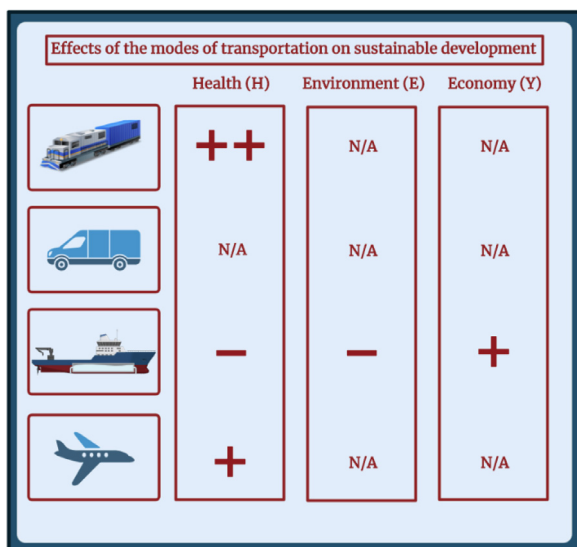 Effects of the modes of transportation on sustainable development
Health (H) Environment (E) Economy (Y)
++ N/A N/A
N/A N/A N/A
− − +
+ N/A N/A